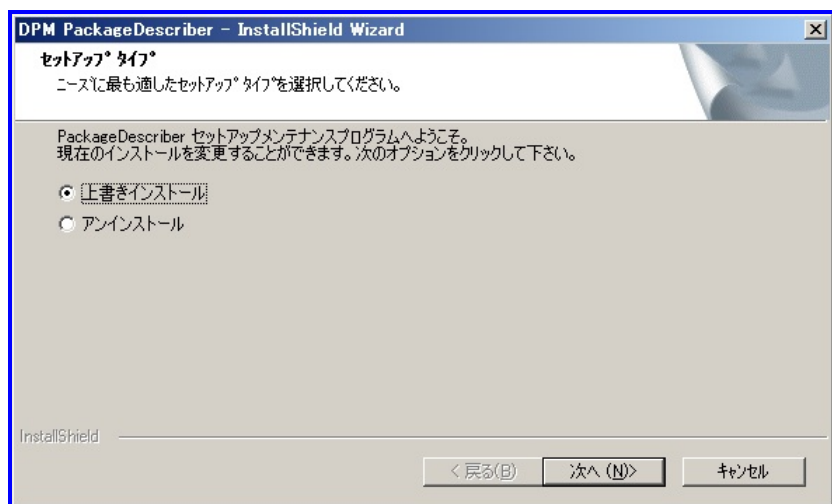 DPM PackageDescriber - InstallShield Wizard
ｾｯﾄｱｯﾌﾟ ﾀｲﾌﾟ
ﾆｰｽﾞに最も適したｾｯﾄｱｯﾌﾟ ﾀｲﾌﾟを選択してください。
PackageDescriber セットアップメンテナンスプログラムへようこそ。
現在のインストールを変更することができます。次のオプションをクリックして下さい。
上書きインストール
アンインストール
InstallShield
< 戻る(B)
次へ (N)>
ｷｬﾝｾﾙ